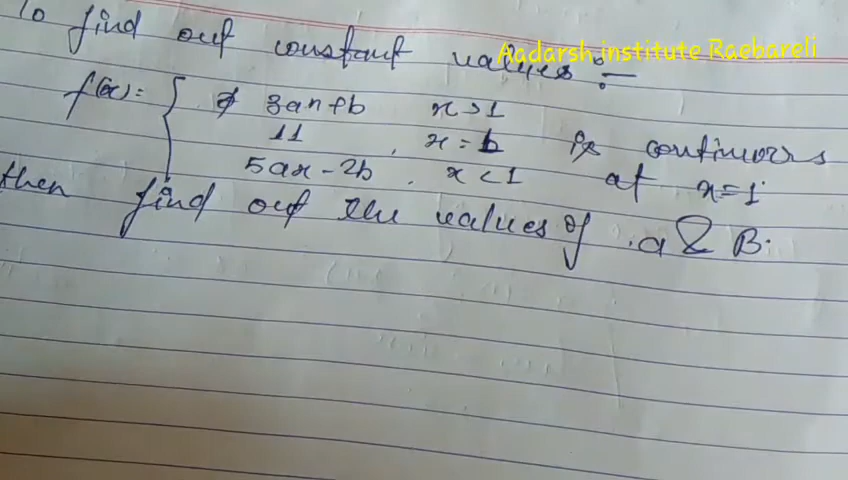 To find out constant values :-
Aadarsh institute Raebareli
f(x) = { 3ax+b x>1
11 , x = 1 is continuous
5ax-2b , x<1 at x=1.
then find out the values of a & B.